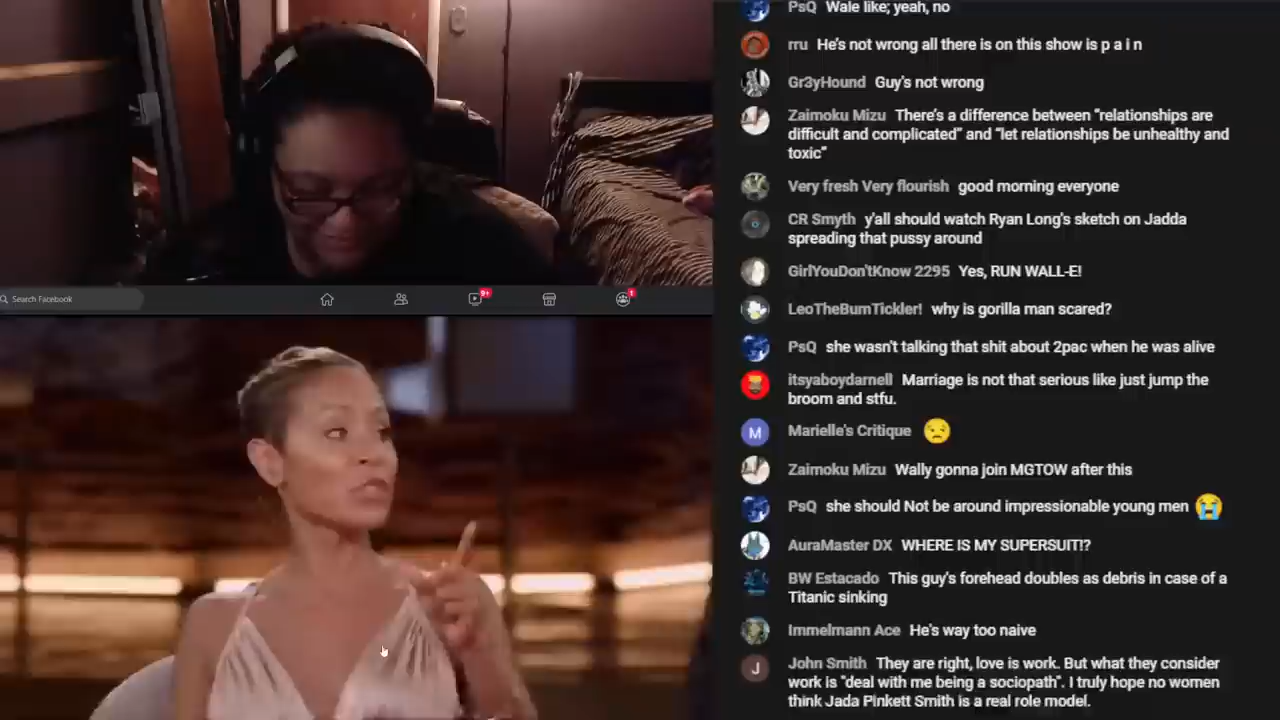 PsQ Wale like; yeah, no
rru He's not wrong all there is on this show is p a i n
Gr3yHound Guy's not wrong
Zaimoku Mizu There's a difference between "relationships are
difficult and complicated" and "let relationships be unhealthy and
toxic"
Very fresh Very flourish good morning everyone
CR Smyth y'all should watch Ryan Long's sketch on Jadda
spreading that pussy around
GirlYouDon'tKnow 2295 Yes, RUN WALL-E!
Search Facebook
9+
1
LeoTheBumTickler! why is gorilla man scared?
PsQ she wasn't talking that shit about 2pac when he was alive
itsyaboydarnell Marriage is not that serious like just jump the
broom and stfu.
M Marielle's Critique
Zaimoku Mizu Wally gonna join MGTOW after this
PsQ she should Not be around impressionable young men
AuraMaster DX WHERE IS MY SUPERSUIT!?
BW Estacado This guy's forehead doubles as debris in case of a
Titanic sinking
Immelmann Ace He's way too naive
J John Smith They are right, love is work. But what they consider
work is "deal with me being a sociopath". I truly hope no women
think Jada Pinkett Smith is a real role model.